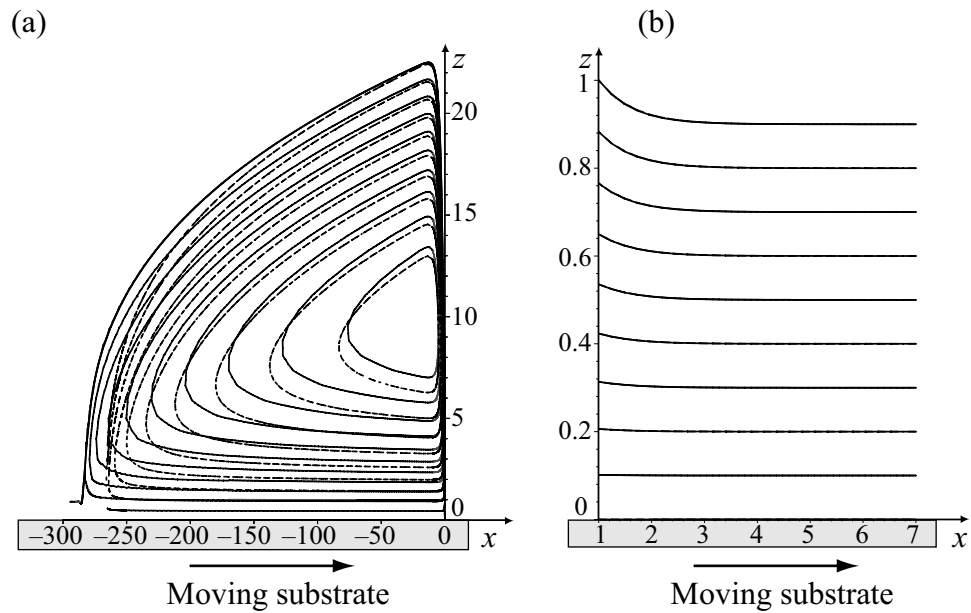 (a)
z
20
15
10
5
0
–300 –250 –200 –150 –100 –50 0 x
Moving substrate
(b)
z
1
0.8
0.6
0.4
0.2
0
1 2 3 4 5 6 7 x
Moving substrate